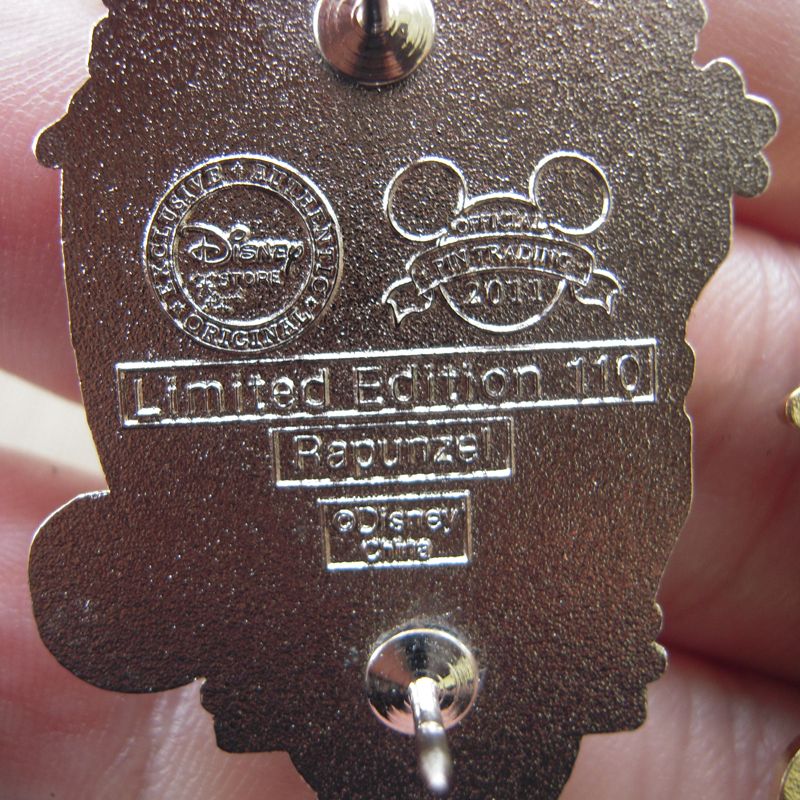 EXCLUSIVE • AUTHENTIC • ORIGINAL •
Disney
STORE
OFFICIAL
PIN TRADING
2011
Limited Edition 110
Rapunzel
©Disney
China